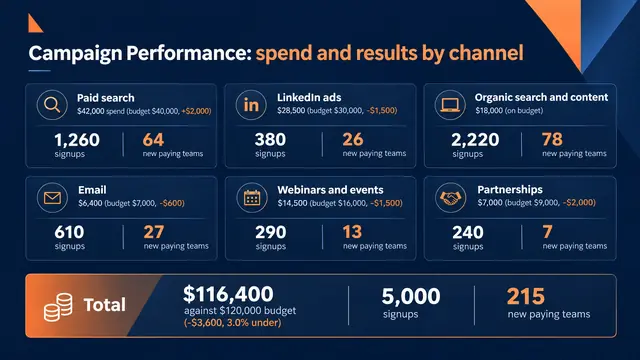 Campaign Performance: spend and results by channel
Paid search
$42,000 spend (budget $40,000, +$2,000)
1,260
signups
64
new paying teams
in
LinkedIn ads
$28,500 (budget $30,000, –$1,500)
380
signups
26
new paying teams
Organic search and content
$18,000 (on budget)
2,220
signups
78
new paying teams
Email
$6,400 (budget $7,000, –$600)
610
signups
27
new paying teams
Webinars and events
$14,500 (budget $16,000, –$1,500)
290
signups
13
new paying teams
Partnerships
$7,000 (budget $9,000, –$2,000)
240
signups
7
new paying teams
Total
$116,400
against $120,000 budget
(–$3,600, 3.0% under)
5,000
signups
215
new paying teams